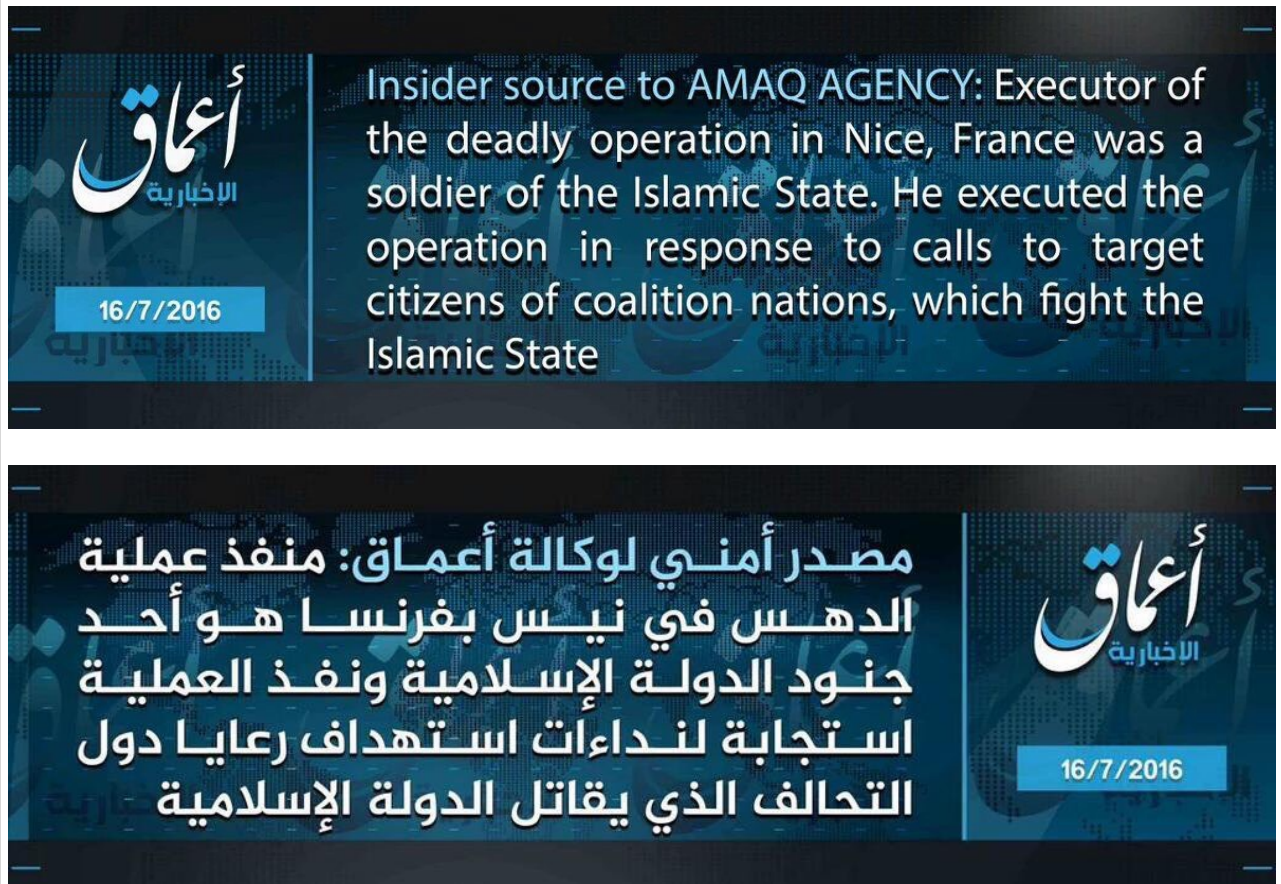 أعماق
الإخبارية
16/7/2016
Insider source to AMAQ AGENCY: Executor of
the deadly operation in Nice, France was a
soldier of the Islamic State. He executed the
operation in response to calls to target
citizens of coalition nations, which fight the
Islamic State
أعماق
الإخبارية
16/7/2016
مصدر أمني لوكالة أعماق: منفذ عملية
الدهس في نيس بفرنسا هو أحد
جنود الدولة الإسلامية ونفذ العملية
استجابة لنداءات استهداف رعايا دول
التحالف الذي يقاتل الدولة الإسلامية